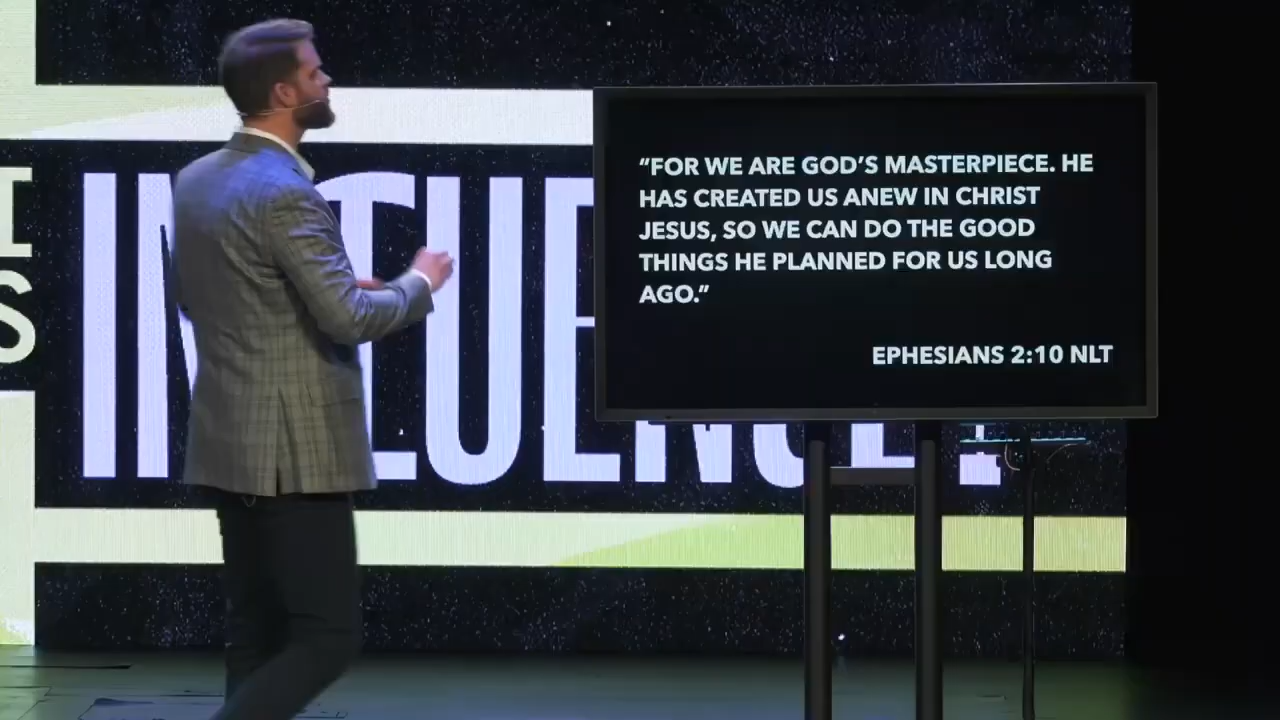 “FOR WE ARE GOD’S MASTERPIECE. HE
HAS CREATED US ANEW IN CHRIST
JESUS, SO WE CAN DO THE GOOD
THINGS HE PLANNED FOR US LONG
AGO.”
EPHESIANS 2:10 NLT